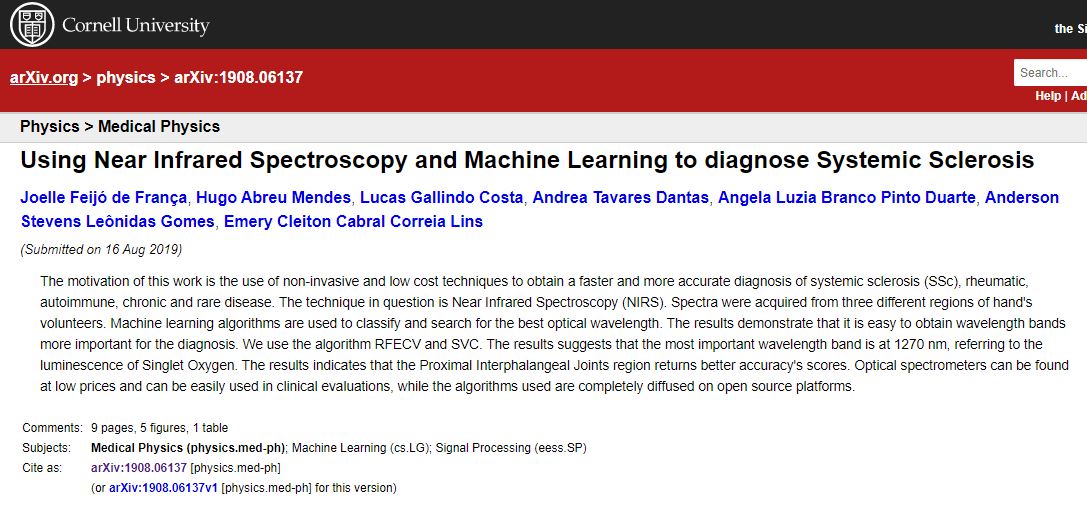 Cornell University
the Si
arXiv.org > physics > arXiv:1908.06137
Search...
Help | Ad
Physics > Medical Physics
Using Near Infrared Spectroscopy and Machine Learning to diagnose Systemic Sclerosis
Joelle Feijó de França, Hugo Abreu Mendes, Lucas Gallindo Costa, Andrea Tavares Dantas, Angela Luzia Branco Pinto Duarte, Anderson
Stevens Leônidas Gomes, Emery Cleiton Cabral Correia Lins
(Submitted on 16 Aug 2019)
The motivation of this work is the use of non-invasive and low cost techniques to obtain a faster and more accurate diagnosis of systemic sclerosis (SSc), rheumatic,
autoimmune, chronic and rare disease. The technique in question is Near Infrared Spectroscopy (NIRS). Spectra were acquired from three different regions of hand's
volunteers. Machine learning algorithms are used to classify and search for the best optical wavelength. The results demonstrate that it is easy to obtain wavelength bands
more important for the diagnosis. We use the algorithm RFECV and SVC. The results suggests that the most important wavelength band is at 1270 nm, referring to the
luminescence of Singlet Oxygen. The results indicates that the Proximal Interphalangeal Joints region returns better accuracy's scores. Optical spectrometers can be found
at low prices and can be easily used in clinical evaluations, while the algorithms used are completely diffused on open source platforms.
Comments: 9 pages, 5 figures, 1 table
Subjects: Medical Physics (physics.med-ph); Machine Learning (cs.LG); Signal Processing (eess.SP)
Cite as: arXiv:1908.06137 [physics.med-ph]
(or arXiv:1908.06137v1 [physics.med-ph] for this version)